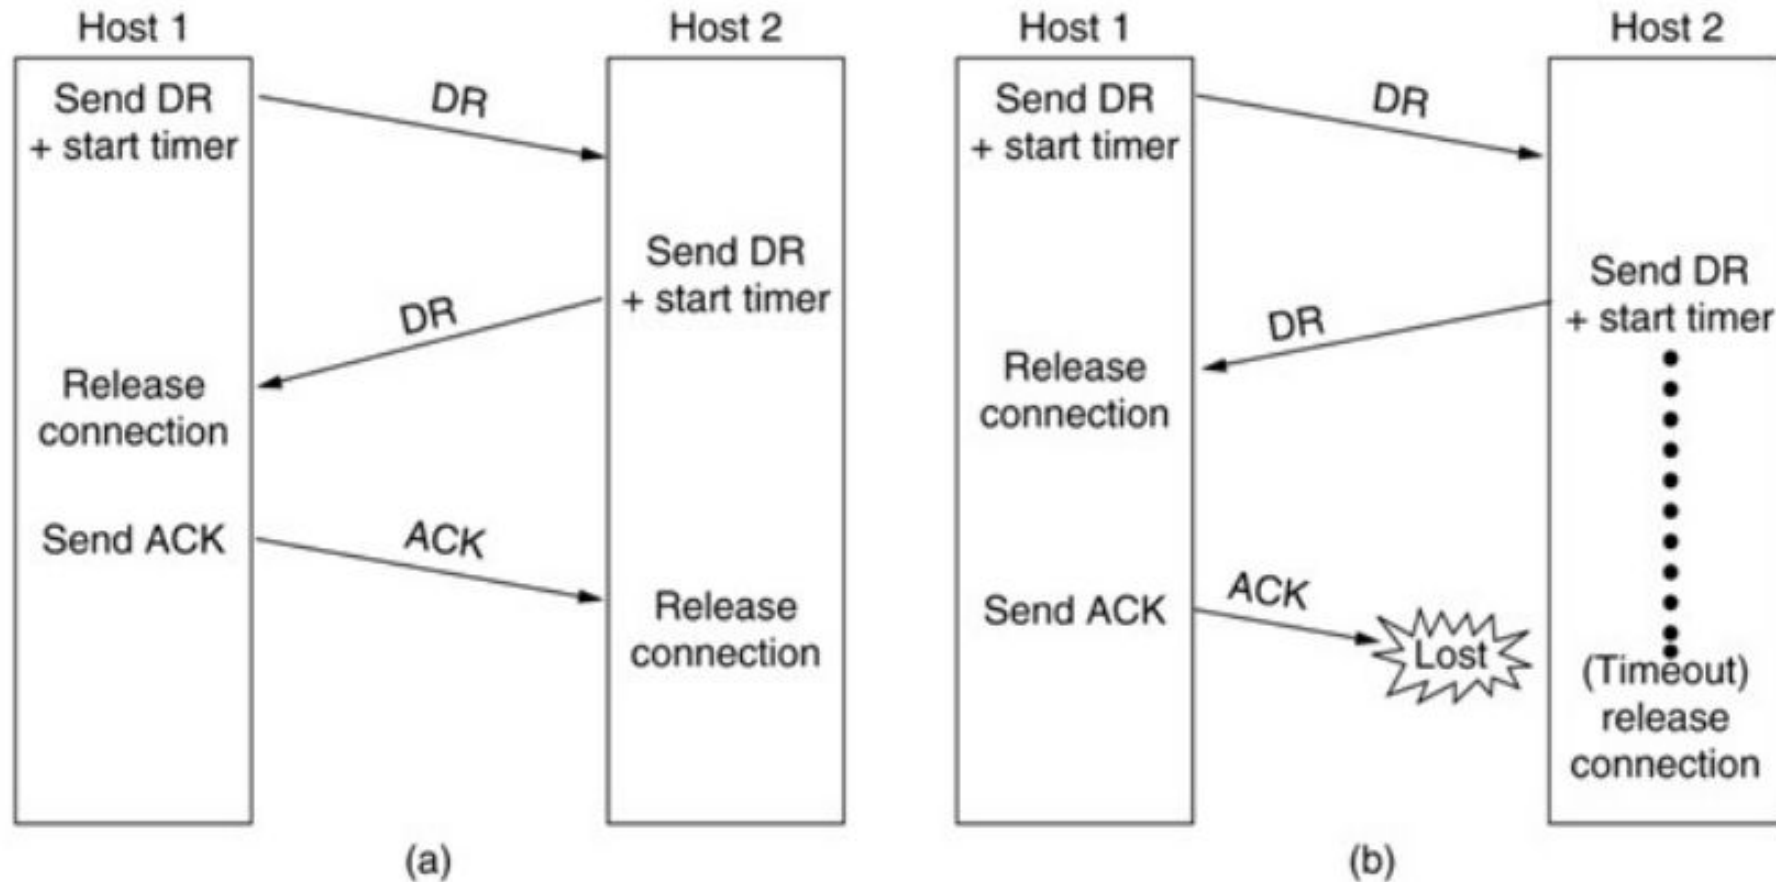 Host 1
Host 2
Send DR
+ start timer
DR
Send DR
+ start timer
DR
Release
connection
Send ACK
ACK
Release
connection
(a)
Host 1
Host 2
Send DR
+ start timer
DR
Send DR
+ start timer
DR
Release
connection
Send ACK
ACK
Lost
(Timeout)
release
connection
(b)